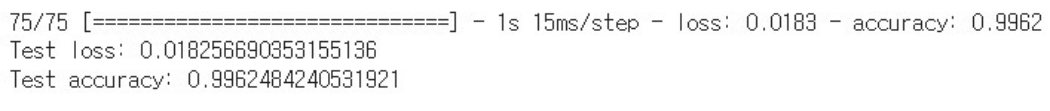 75/75 [==============================] - 1s 15ms/step - loss: 0.0183 - accuracy: 0.9962
Test loss: 0.018256690353155136
Test accuracy: 0.9962484240531921